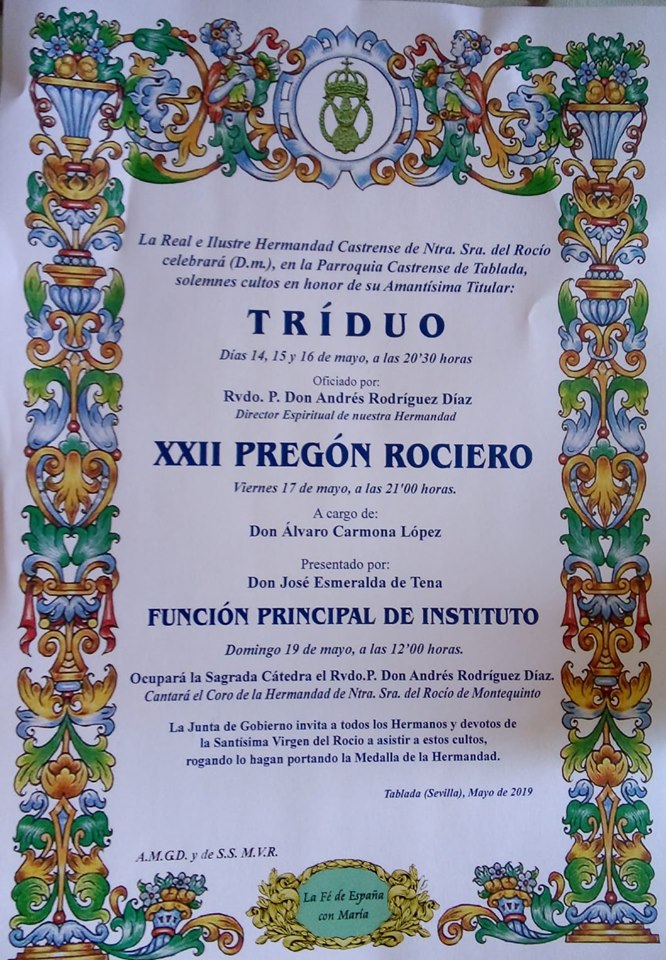 La Real e Ilustre Hermandad Castrense de Ntra. Sra. del Rocío
celebrará (D.m.), en la Parroquia Castrense de Tablada,
solemnes cultos en honor de su Amantísima Titular:
TRÍDUO
Días 14, 15 y 16 de mayo, a las 20'30 horas
Oficiado por:
Rvdo. P. Don Andrés Rodríguez Díaz
Director Espiritual de nuestra Hermandad
XXII PREGÓN ROCIERO
Viernes 17 de mayo, a las 21'00 horas.
A cargo de:
Don Álvaro Carmona López
Presentado por:
Don José Esmeralda de Tena
FUNCIÓN PRINCIPAL DE INSTITUTO
Domingo 19 de mayo, a las 12'00 horas.
Ocupará la Sagrada Cátedra el Rvdo.P. Don Andrés Rodríguez Díaz.
Cantará el Coro de la Hermandad de Ntra. Sra. del Rocío de Montequinto
La Junta de Gobierno invita a todos los Hermanos y devotos de
la Santísima Virgen del Rocio a asistir a estos cultos,
rogando lo hagan portando la Medalla de la Hermandad.
Tablada (Sevilla), Mayo de 2019
A.M.G.D. y de S.S. M.V.R.
La Fé de España
con María